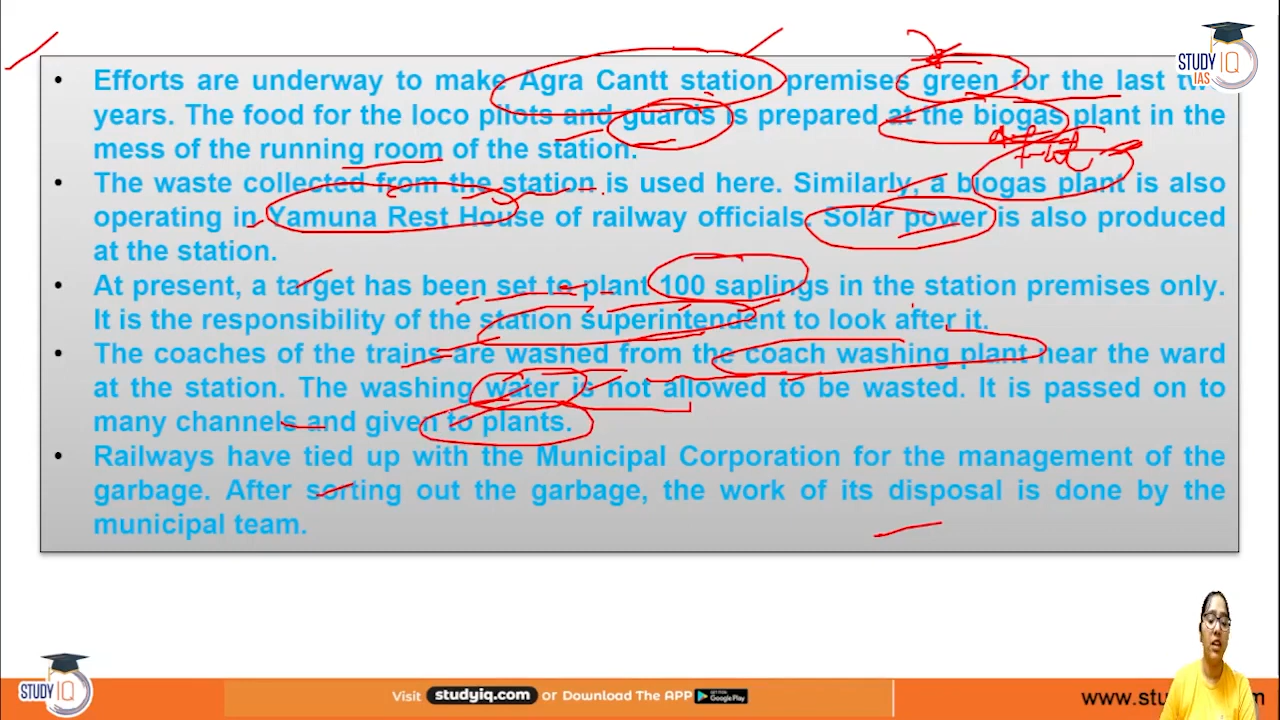 STUDY IQ
IAS
• Efforts are underway to make Agra Cantt station premises green for the last two
years. The food for the loco pilots and guards is prepared at the biogas plant in the
mess of the running room of the station.
• The waste collected from the station is used here. Similarly, a biogas plant is also
operating in Yamuna Rest House of railway officials. Solar power is also produced
at the station.
• At present, a target has been set to plant 100 saplings in the station premises only.
It is the responsibility of the station superintendent to look after it.
• The coaches of the trains are washed from the coach washing plant near the ward
at the station. The washing water is not allowed to be wasted. It is passed on to
many channels and given to plants.
• Railways have tied up with the Municipal Corporation for the management of the
garbage. After sorting out the garbage, the work of its disposal is done by the
municipal team.
STUDY IQ
Visit studyiq.com or Download The APP GET IT ON Google Play
www.stu